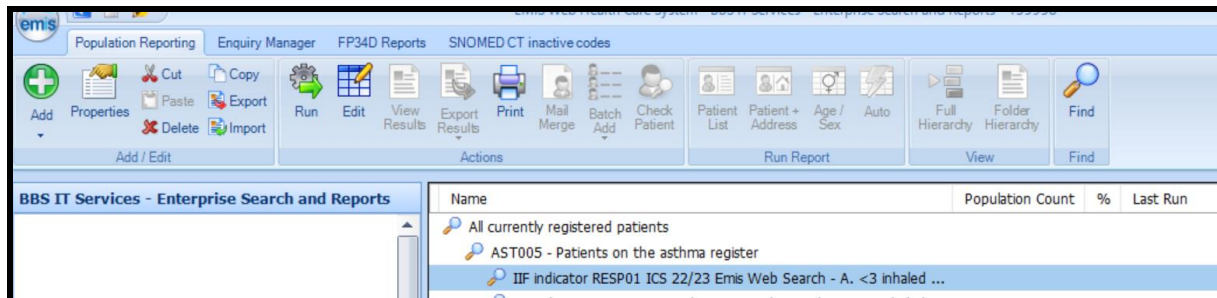 emis
Population Reporting Enquiry Manager FP34D Reports SNOMED CT inactive codes
Add
Properties
Cut
Paste
Delete
Copy
Export
Import
Run
Edit
View
Results
Export
Results
Print
Mail
Merge
Batch
Add
Check
Patient
Patient
List
Patient +
Address
Age /
Sex
Auto
Full
Hierarchy
Folder
Hierarchy
Find
Add / Edit Actions Run Report View Find
BBS IT Services - Enterprise Search and Reports
Name Population Count % Last Run
All currently registered patients
AST005 - Patients on the asthma register
IIF indicator RESP01 ICS 22/23 Emis Web Search - A. <3 inhaled ...